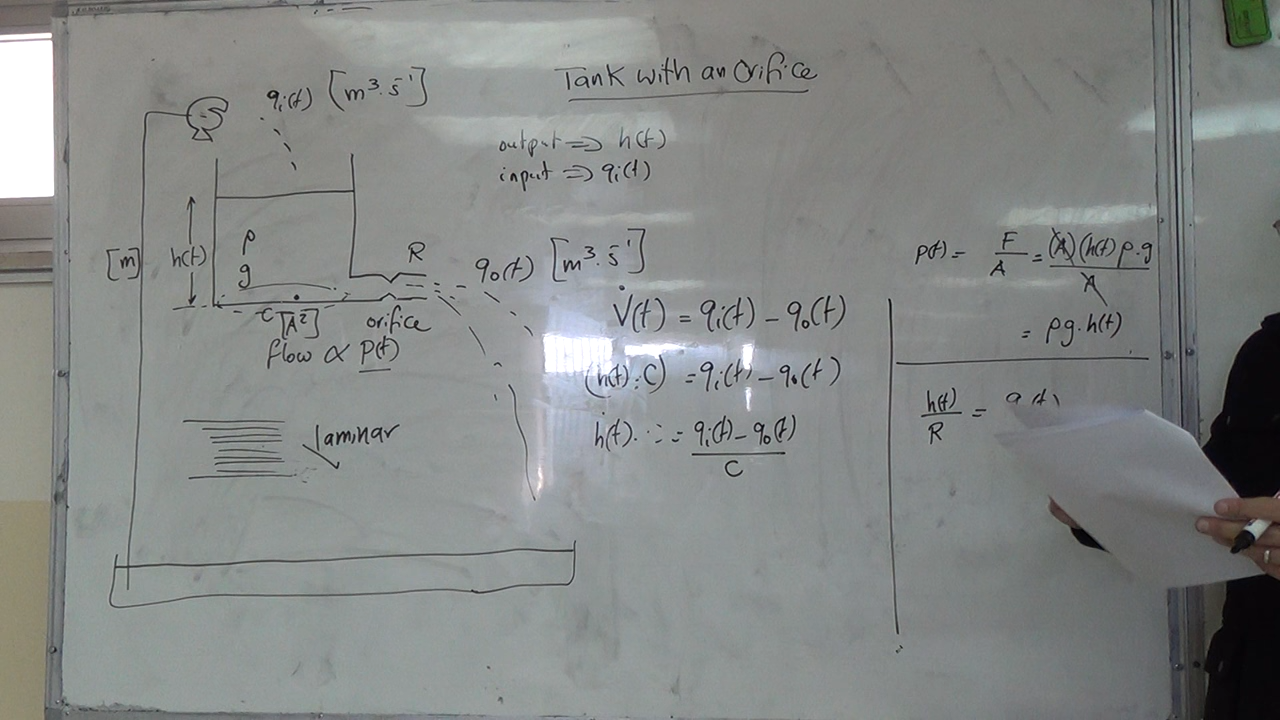 Tank with an Orifice
qi(t) [m³.s⁻¹]
output => h(t)
input => qi(t)
[m]
h(t)
ρ
g
R
qo(t) [m³.s⁻¹]
C [A²]
orifice
flow ∝ P(t)
laminar
V̇(t) = qi(t) - qo(t)
(h(t).C) = qi(t) - qo(t)
ḣ(t) = qi(t) - qo(t) / C
P(t) = F/A = (A)(h(t)ρ.g / A
= ρg.h(t)
h(t)/R =